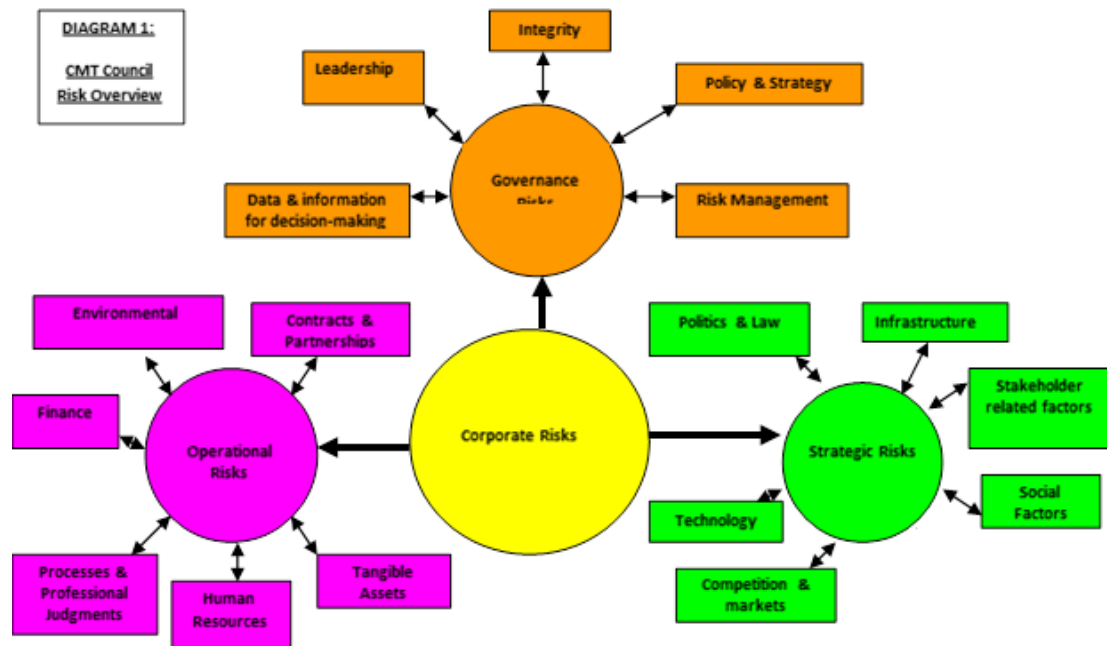 DIAGRAM 1:
CMT Council
Risk Overview
Integrity
Leadership
Policy & Strategy
Governance
Risks
Data & information
for decision-making
Risk Management
Environmental
Contracts &
Partnerships
Politics & Law
Infrastructure
Finance
Stakeholder
related factors
Operational
Risks
Corporate Risks
Strategic Risks
Technology
Social
Factors
Processes &
Professional
Judgments
Human
Resources
Tangible
Assets
Competition &
markets